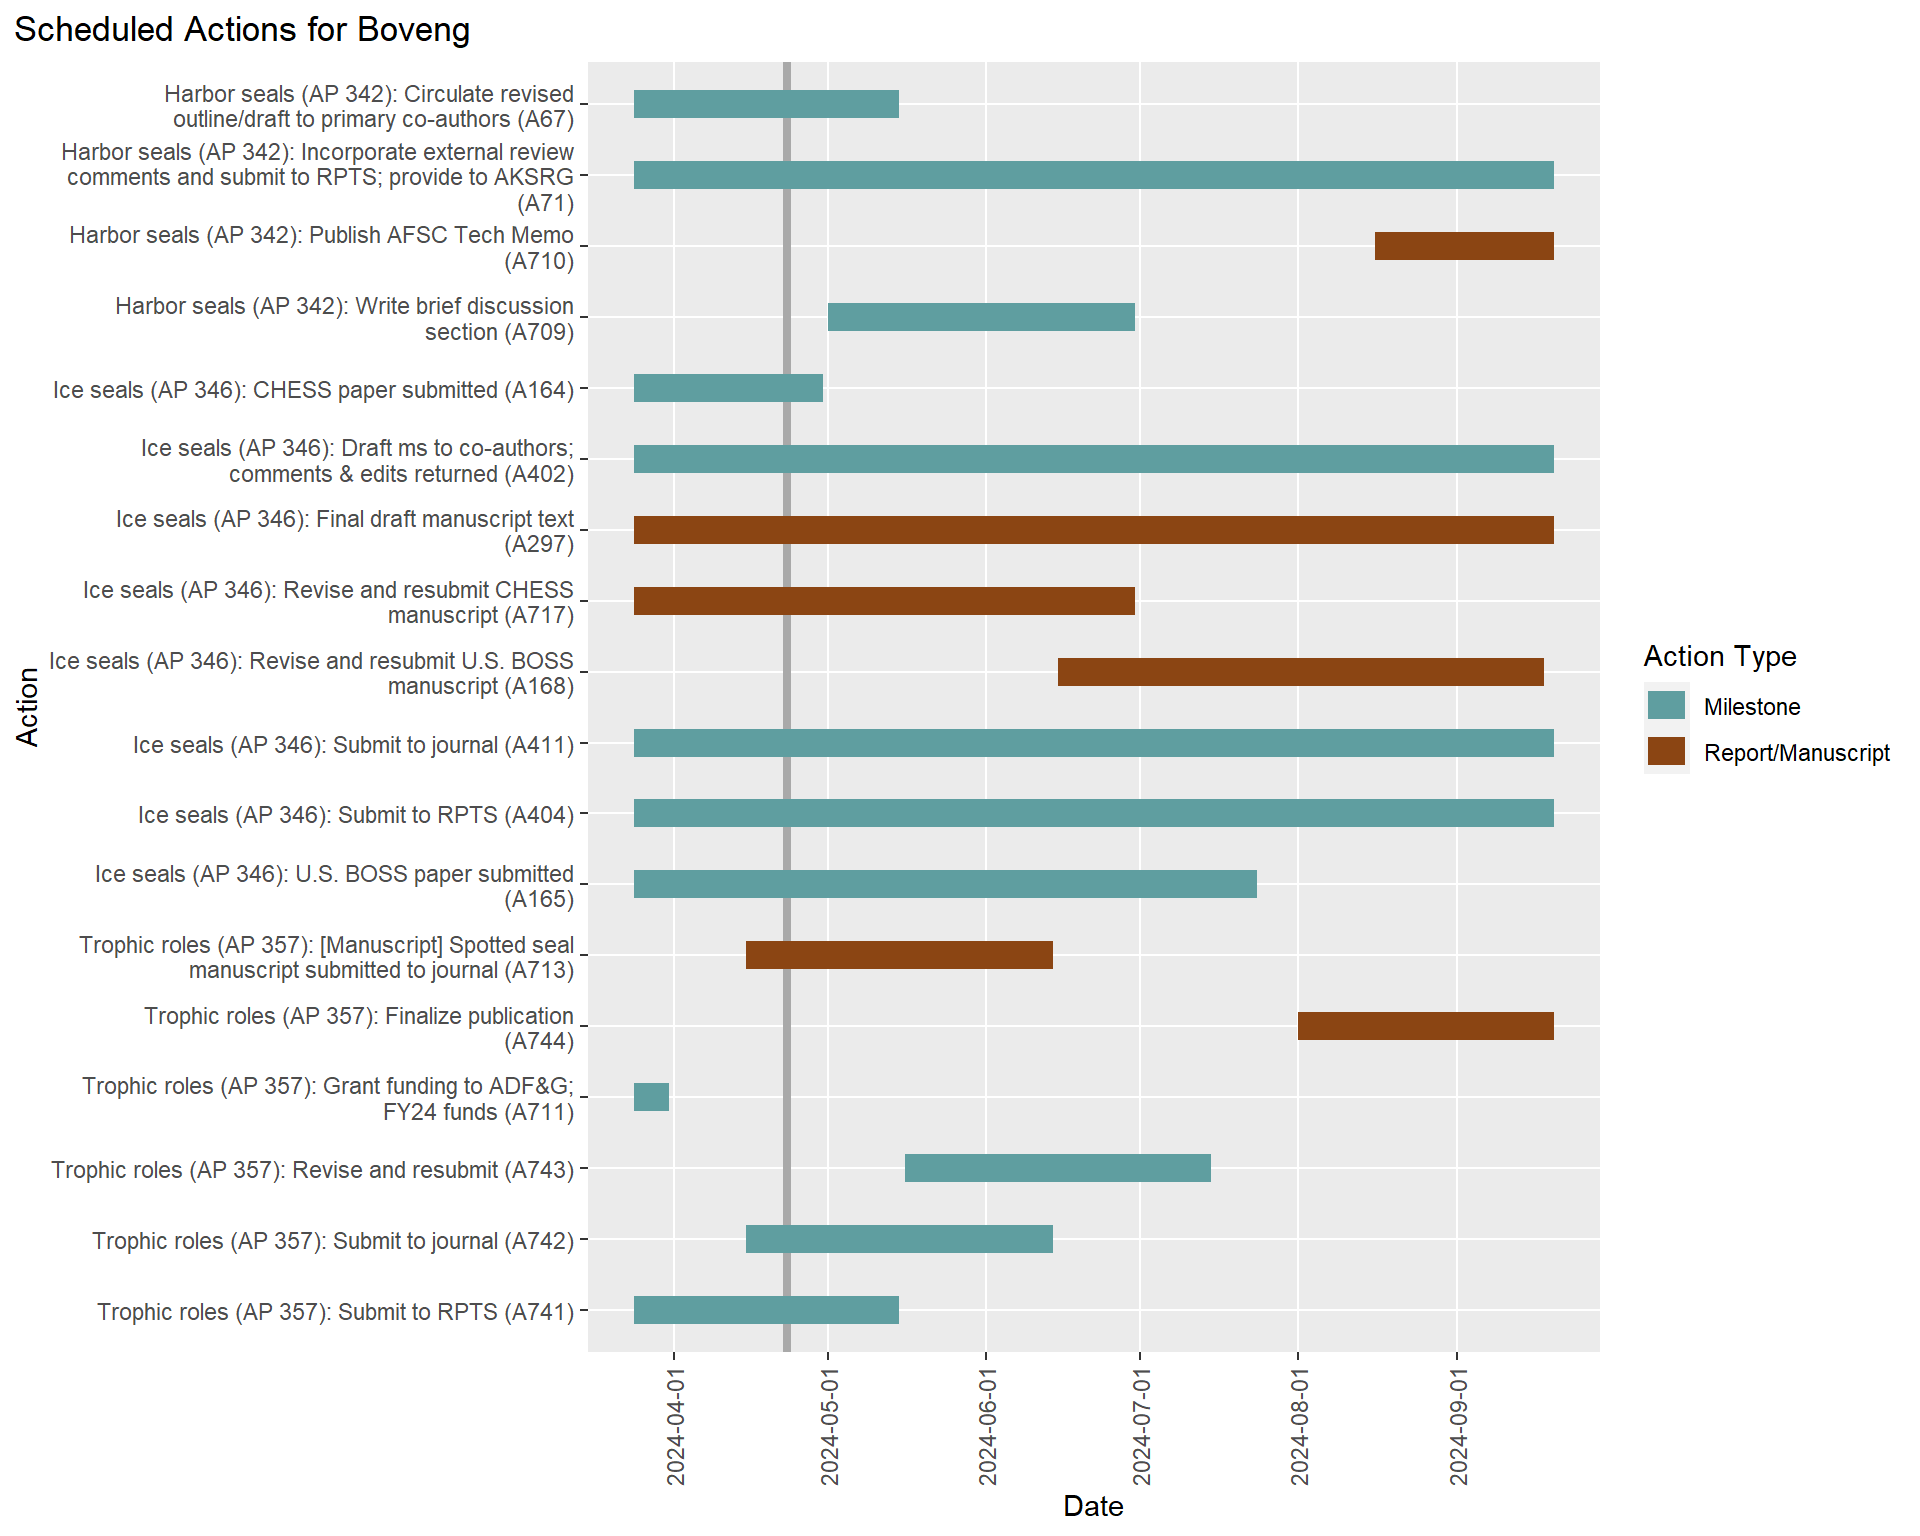 Scheduled Actions for Boveng
Harbor seals (AP 342): Circulate revised
outline/draft to primary co-authors (A67)
Harbor seals (AP 342): Incorporate external review
comments and submit to RPTS; provide to AKSRG
(A71)
Harbor seals (AP 342): Publish AFSC Tech Memo
(A710)
Harbor seals (AP 342): Write brief discussion
section (A709)
Ice seals (AP 346): CHESS paper submitted (A164)
Ice seals (AP 346): Draft ms to co-authors;
comments & edits returned (A402)
Ice seals (AP 346): Final draft manuscript text
(A297)
Ice seals (AP 346): Revise and resubmit CHESS
manuscript (A717)
Ice seals (AP 346): Revise and resubmit U.S. BOSS
manuscript (A168)
Ice seals (AP 346): Submit to journal (A411)
Ice seals (AP 346): Submit to RPTS (A404)
Ice seals (AP 346): U.S. BOSS paper submitted
(A165)
Trophic roles (AP 357): [Manuscript] Spotted seal
manuscript submitted to journal (A713)
Trophic roles (AP 357): Finalize publication
(A744)
Trophic roles (AP 357): Grant funding to ADF&G;
FY24 funds (A711)
Trophic roles (AP 357): Revise and resubmit (A743)
Trophic roles (AP 357): Submit to journal (A742)
Trophic roles (AP 357): Submit to RPTS (A741)
Action
2024-04-01
2024-05-01
2024-06-01
2024-07-01
2024-08-01
2024-09-01
Date
Action Type
Milestone
Report/Manuscript